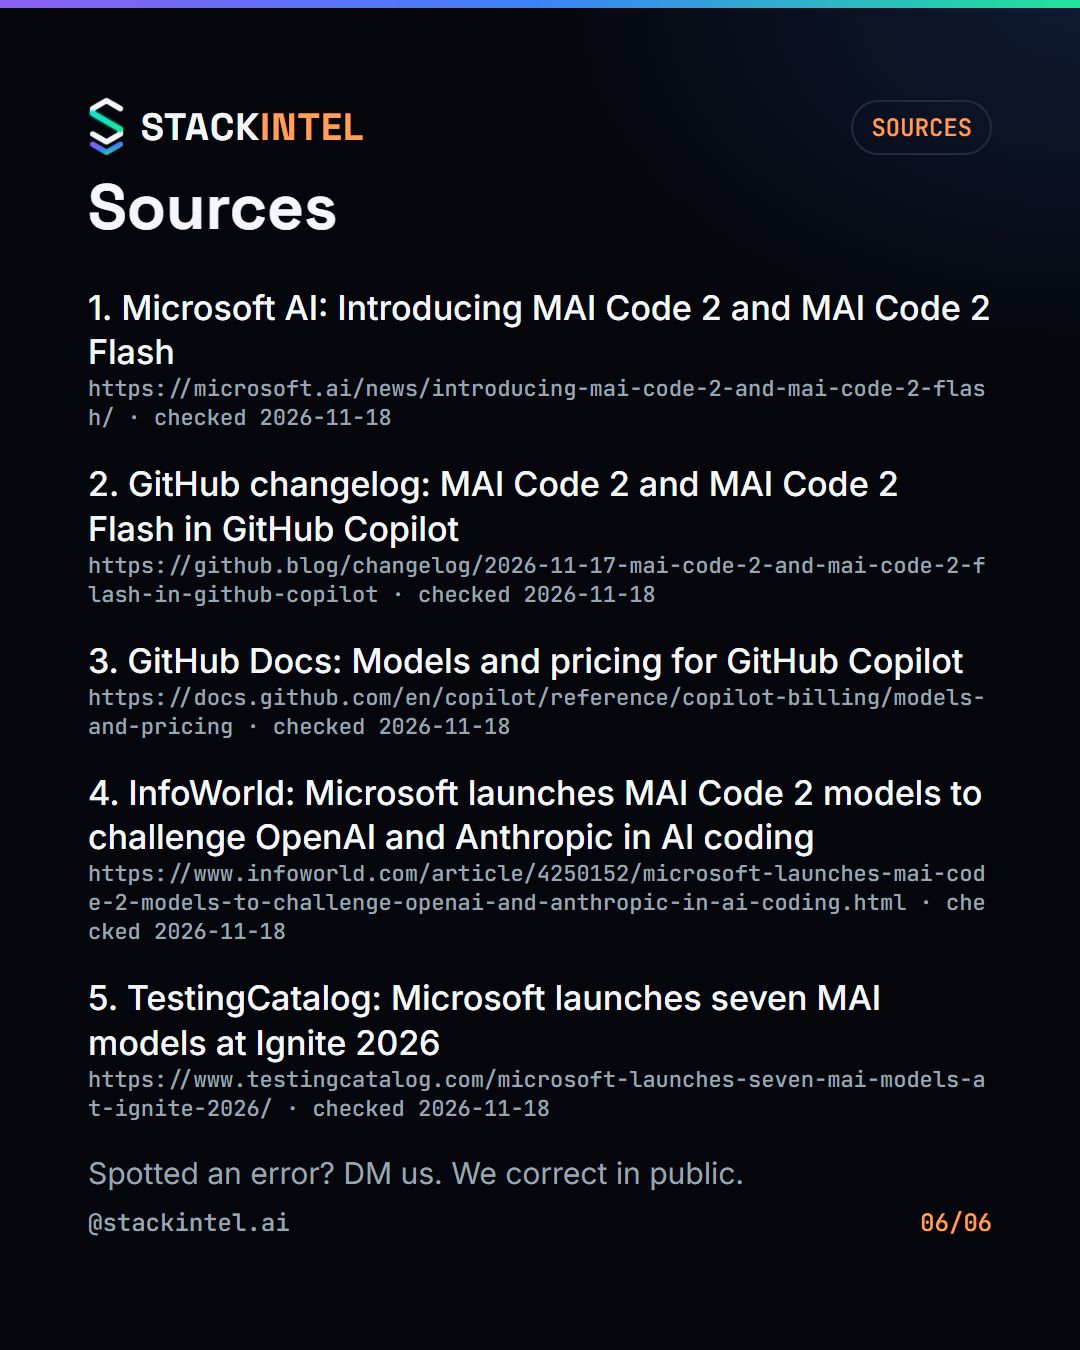 STACKINTEL
SOURCES
Sources
1. Microsoft AI: Introducing MAI Code 2 and MAI Code 2
Flash
https://microsoft.ai/news/introducing-mai-code-2-and-mai-code-2-flas
h/ · checked 2026-11-18
2. GitHub changelog: MAI Code 2 and MAI Code 2
Flash in GitHub Copilot
https://github.blog/changelog/2026-11-17-mai-code-2-and-mai-code-2-f
lash-in-github-copilot · checked 2026-11-18
3. GitHub Docs: Models and pricing for GitHub Copilot
https://docs.github.com/en/copilot/reference/copilot-billing/models-
and-pricing · checked 2026-11-18
4. InfoWorld: Microsoft launches MAI Code 2 models to
challenge OpenAI and Anthropic in AI coding
https://www.infoworld.com/article/4250152/microsoft-launches-mai-cod
e-2-models-to-challenge-openai-and-anthropic-in-ai-coding.html · che
cked 2026-11-18
5. TestingCatalog: Microsoft launches seven MAI
models at Ignite 2026
https://www.testingcatalog.com/microsoft-launches-seven-mai-models-a
t-ignite-2026/ · checked 2026-11-18
Spotted an error? DM us. We correct in public.
@stackintel.ai
06/06